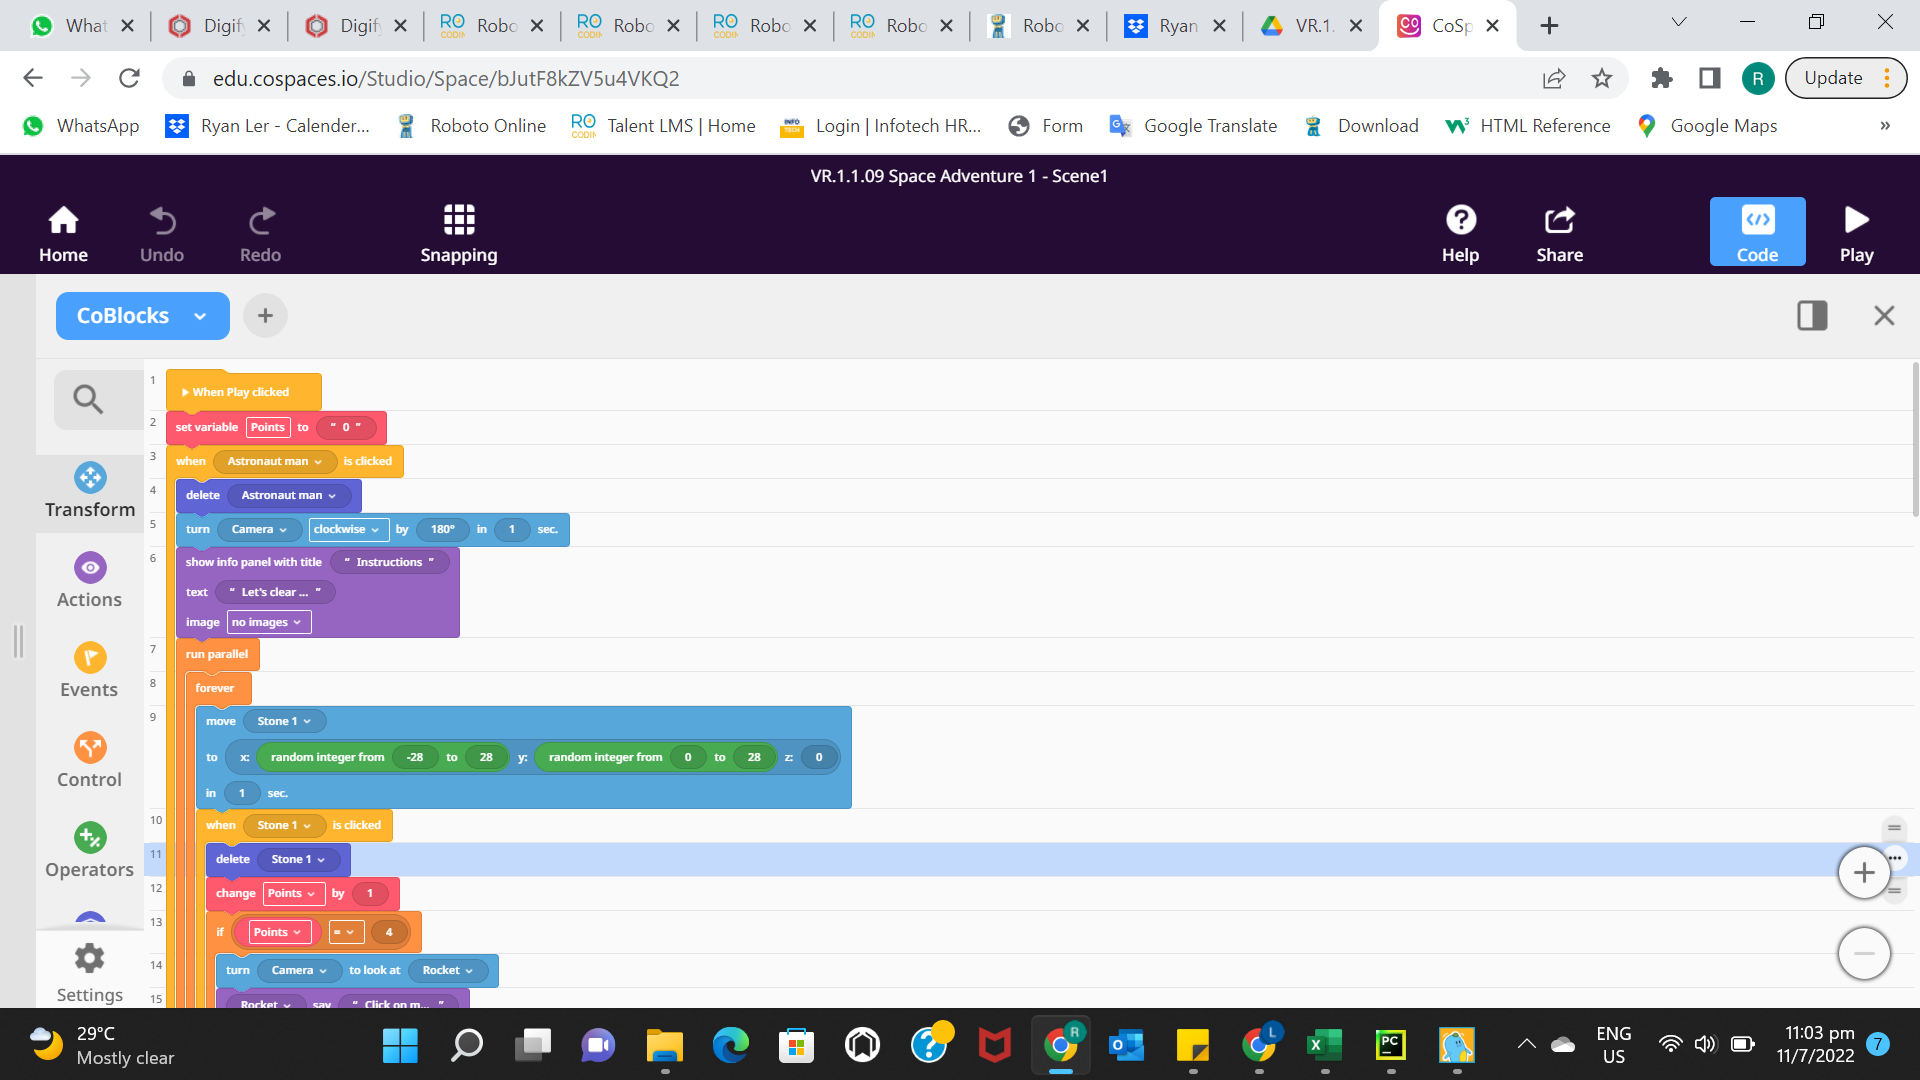 What
Digify
Digify
Robo
Robo
Robo
Robo
Robo
Ryan
VR.1.
CoSp
edu.cospaces.io/Studio/Space/bJutF8kZV5u4VKQ2
R
Update
WhatsApp
Ryan Ler - Calender...
Roboto Online
RO CODIN
Talent LMS | Home
INFO TECH
Login | Infotech HR...
Form
Google Translate
Download
HTML Reference
Google Maps
»
VR.1.1.09 Space Adventure 1 - Scene1
Home
Undo
Redo
Snapping
Help
Share
Code
Play
CoBlocks
Transform
Actions
Events
Control
Operators
Settings
1 When Play clicked
2 set variable Points to “ 0 ”
3 when Astronaut man is clicked
4 delete Astronaut man
5 turn Camera clockwise by 180° in 1 sec.
6 show info panel with title “ Instructions ”
text “ Let's clear ... ”
image no images
7 run parallel
8 forever
9 move Stone 1
to x: random integer from -28 to 28 y: random integer from 0 to 28 z: 0
in 1 sec.
10 when Stone 1 is clicked
11 delete Stone 1
12 change Points by 1
13 if Points = 4
14 turn Camera to look at Rocket
15 Rocket say “ Click on m... ”
29°C
Mostly clear
R
L
PC
ENG
US
11:03 pm
11/7/2022
7